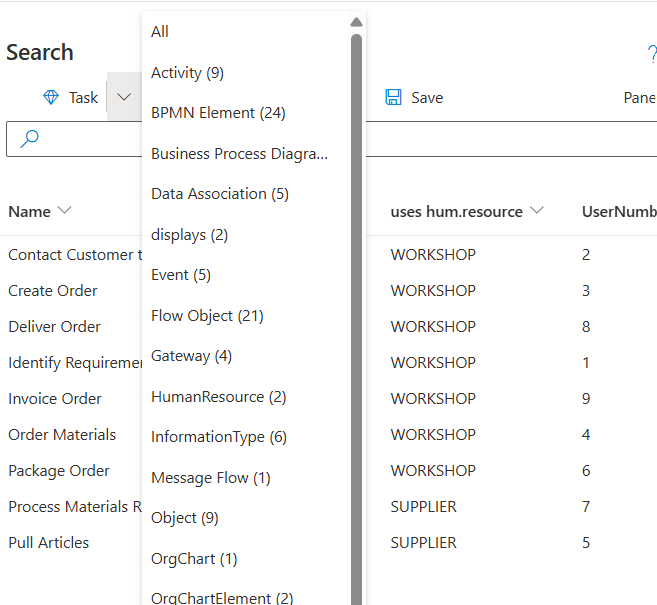 Search
?
Task
Save
Pane
All
Activity (9)
BPMN Element (24)
Business Process Diagra...
Data Association (5)
displays (2)
Event (5)
Flow Object (21)
Gateway (4)
HumanResource (2)
InformationType (6)
Message Flow (1)
Object (9)
OrgChart (1)
OrgChartElement (2)
Name uses hum.resource UserNumb
Contact Customer t WORKSHOP 2
Create Order WORKSHOP 3
Deliver Order WORKSHOP 8
Identify Requiremen WORKSHOP 1
Invoice Order WORKSHOP 9
Order Materials WORKSHOP 4
Package Order WORKSHOP 6
Process Materials R SUPPLIER 7
Pull Articles SUPPLIER 5